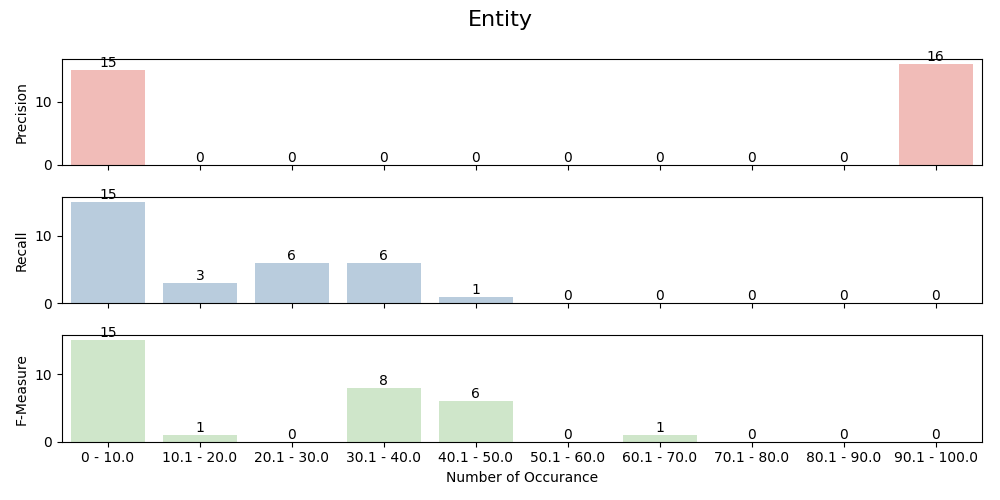 Entity
Precision
10
0
15 0 0 0 0 0 0 0 0 16
Recall
10
0
15 3 6 6 1 0 0 0 0 0
F-Measure
10
0
15 1 0 8 6 0 1 0 0 0
0 - 10.0 10.1 - 20.0 20.1 - 30.0 30.1 - 40.0 40.1 - 50.0 50.1 - 60.0 60.1 - 70.0 70.1 - 80.0 80.1 - 90.0 90.1 - 100.0
Number of Occurance